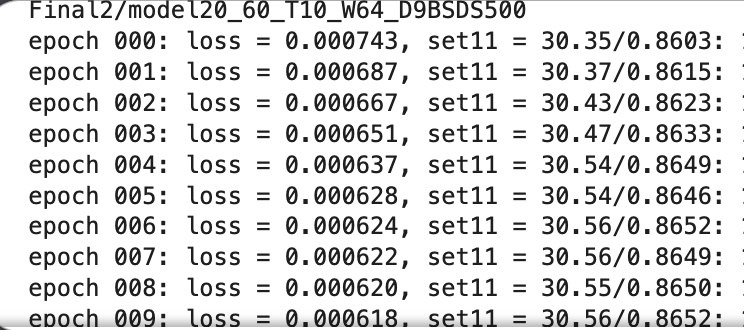 Final2/model20_60_T10_W64_D9BSDS500
epoch 000: loss = 0.000743, set11 = 30.35/0.8603:
epoch 001: loss = 0.000687, set11 = 30.37/0.8615:
epoch 002: loss = 0.000667, set11 = 30.43/0.8623:
epoch 003: loss = 0.000651, set11 = 30.47/0.8633:
epoch 004: loss = 0.000637, set11 = 30.54/0.8649:
epoch 005: loss = 0.000628, set11 = 30.54/0.8646:
epoch 006: loss = 0.000624, set11 = 30.56/0.8652:
epoch 007: loss = 0.000622, set11 = 30.56/0.8649:
epoch 008: loss = 0.000620, set11 = 30.55/0.8650:
epoch 009: loss = 0.000618, set11 = 30.56/0.8652: